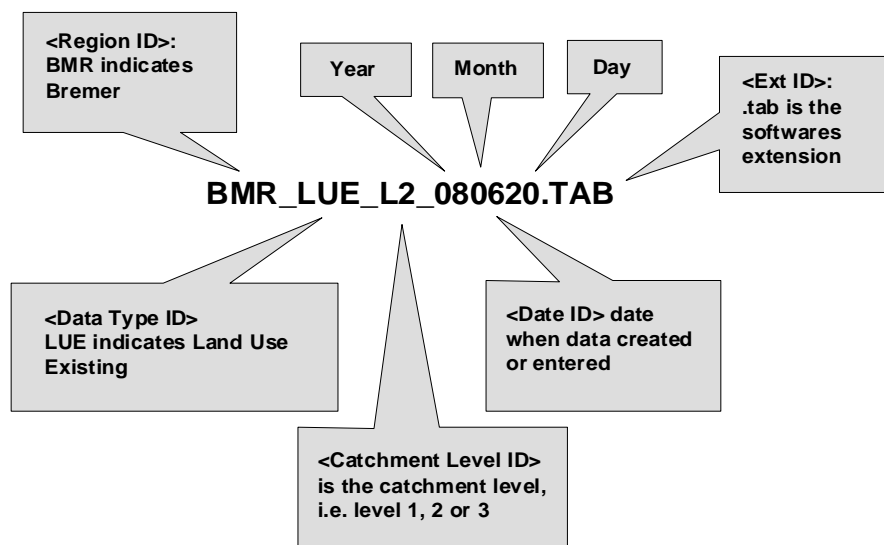 <Region ID>:
BMR indicates
Bremer
Year
Month
Day
<Ext ID>:
.tab is the
softwares
extension
BMR_LUE_L2_080620.TAB
<Data Type ID>
LUE indicates Land Use
Existing
<Date ID> date
when data created
or entered
<Catchment Level ID>
is the catchment level,
i.e. level 1, 2 or 3